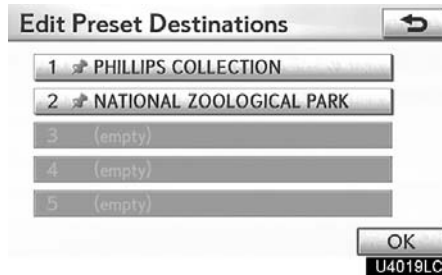 Edit Preset Destinations
1 PHILLIPS COLLECTION
2 NATIONAL ZOOLOGICAL PARK
3 (empty)
4 (empty)
5 (empty)
OK
U4019LC